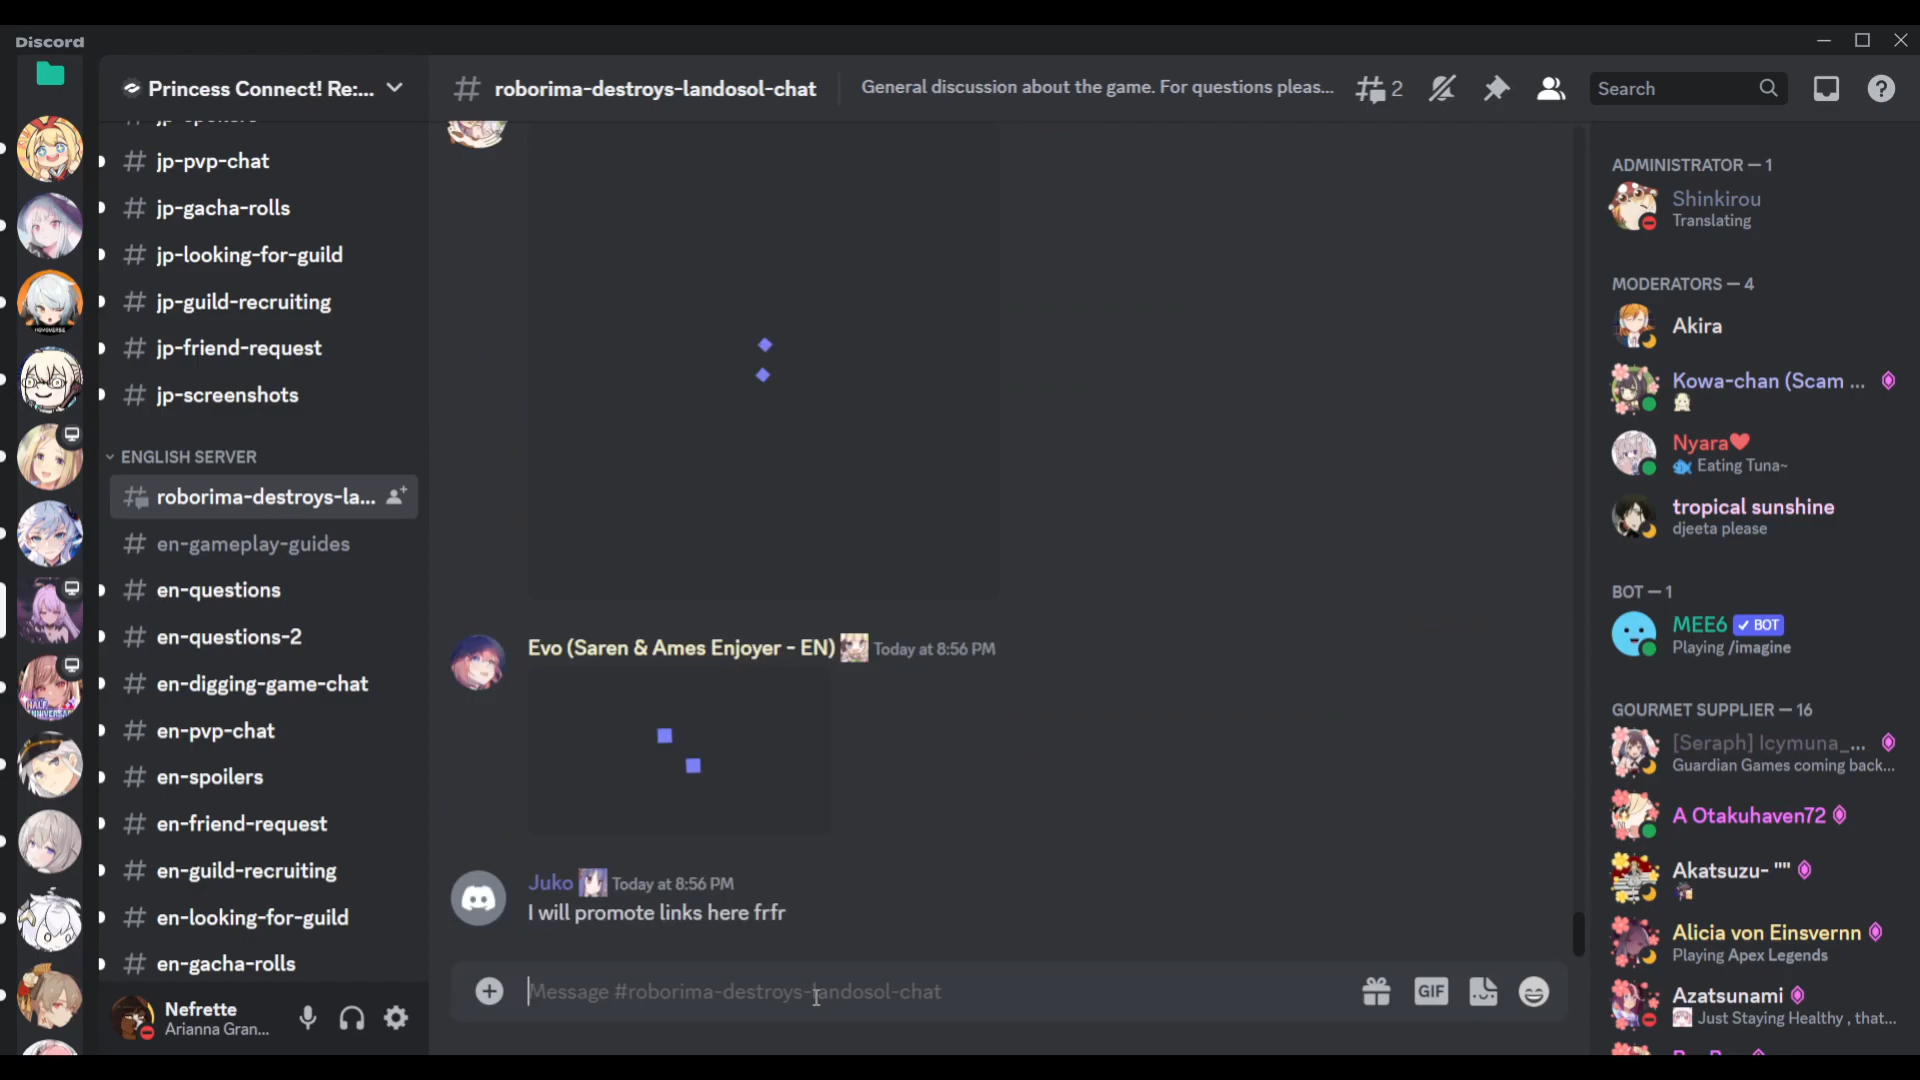 Discord
Princess Connect! Re:...
jp-spoilers
jp-pvp-chat
jp-gacha-rolls
jp-looking-for-guild
jp-guild-recruiting
jp-friend-request
jp-screenshots
ENGLISH SERVER
roborima-destroys-la...
en-gameplay-guides
en-questions
en-questions-2
en-digging-game-chat
en-pvp-chat
en-spoilers
en-friend-request
en-guild-recruiting
en-looking-for-guild
en-gacha-rolls
Nefrette
Arianna Gran...
roborima-destroys-landosol-chat
General discussion about the game. For questions pleas...
2
Search
Evo (Saren & Ames Enjoyer - EN) Today at 8:56 PM
Juko Today at 8:56 PM
I will promote links here frfr
Message #roborima-destroys-landosol-chat
GIF
ADMINISTRATOR — 1
Shinkirou
Translating
MODERATORS — 4
Akira
Kowa-chan (Scam ...
Nyara
Eating Tuna~
tropical sunshine
djeeta please
BOT — 1
MEE6 ✓ BOT
Playing /imagine
GOURMET SUPPLIER — 16
[Seraph] Icymuna_...
Guardian Games coming back...
A Otakuhaven72
Akatsuzu- ""
Alicia von Einsvernn
Playing Apex Legends
Azatsunami
Just Staying Healthy , that...